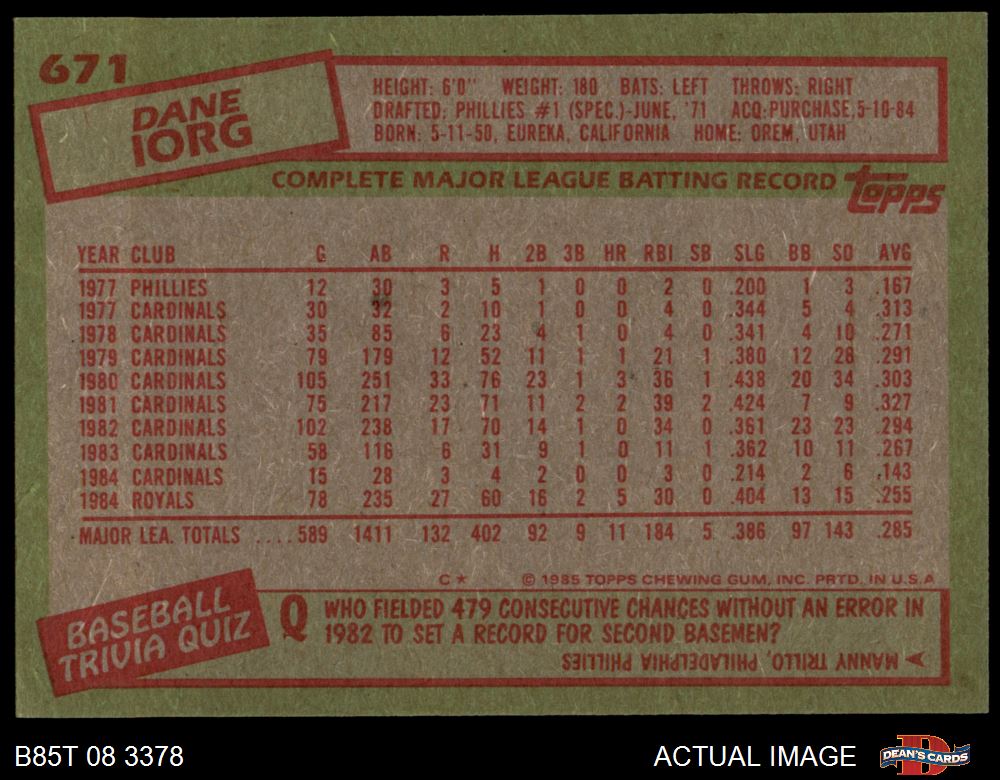 671
DANE
IORG
HEIGHT: 6'0" WEIGHT: 180 BATS: LEFT THROWS: RIGHT
DRAFTED: PHILLIES #1 (SPEC.)-JUNE, '71 ACQ:PURCHASE,5-10-84
BORN: 5-11-50, EUREKA, CALIFORNIA HOME: OREM, UTAH
COMPLETE MAJOR LEAGUE BATTING RECORD topps
YEAR CLUB G AB R H 2B 3B HR RBI SB SLG BB SO AVG
1977 PHILLIES 12 30 3 5 1 0 0 2 0 .200 1 3 .167
1977 CARDINALS 30 32 2 10 1 0 0 4 0 .344 5 4 .313
1978 CARDINALS 35 85 6 23 4 1 0 4 0 .341 4 10 .271
1979 CARDINALS 79 179 12 52 11 1 1 21 1 .380 12 28 .291
1980 CARDINALS 105 251 33 76 23 1 3 36 1 .438 20 34 .303
1981 CARDINALS 75 217 23 71 11 2 2 39 2 .424 7 9 .327
1982 CARDINALS 102 238 17 70 14 1 0 34 0 .361 23 23 .294
1983 CARDINALS 58 116 6 31 9 1 0 11 1 .362 10 11 .267
1984 CARDINALS 15 28 3 4 2 0 0 3 0 .214 2 6 .143
1984 ROYALS 78 235 27 60 16 2 5 30 0 .404 13 15 .255
MAJOR LEA. TOTALS ....589 1411 132 402 92 9 11 184 5 .386 97 143 .285
C* © 1985 TOPPS CHEWING GUM, INC. PRTD. IN U.S.A
BASEBALL
TRIVIA QUIZ
Q WHO FIELDED 479 CONSECUTIVE CHANCES WITHOUT AN ERROR IN
1982 TO SET A RECORD FOR SECOND BASEMEN?
MANNY TRILLO, PHILADELPHIA PHILLIES
B85T 08 3378 ACTUAL IMAGE DEAN'S CARDS